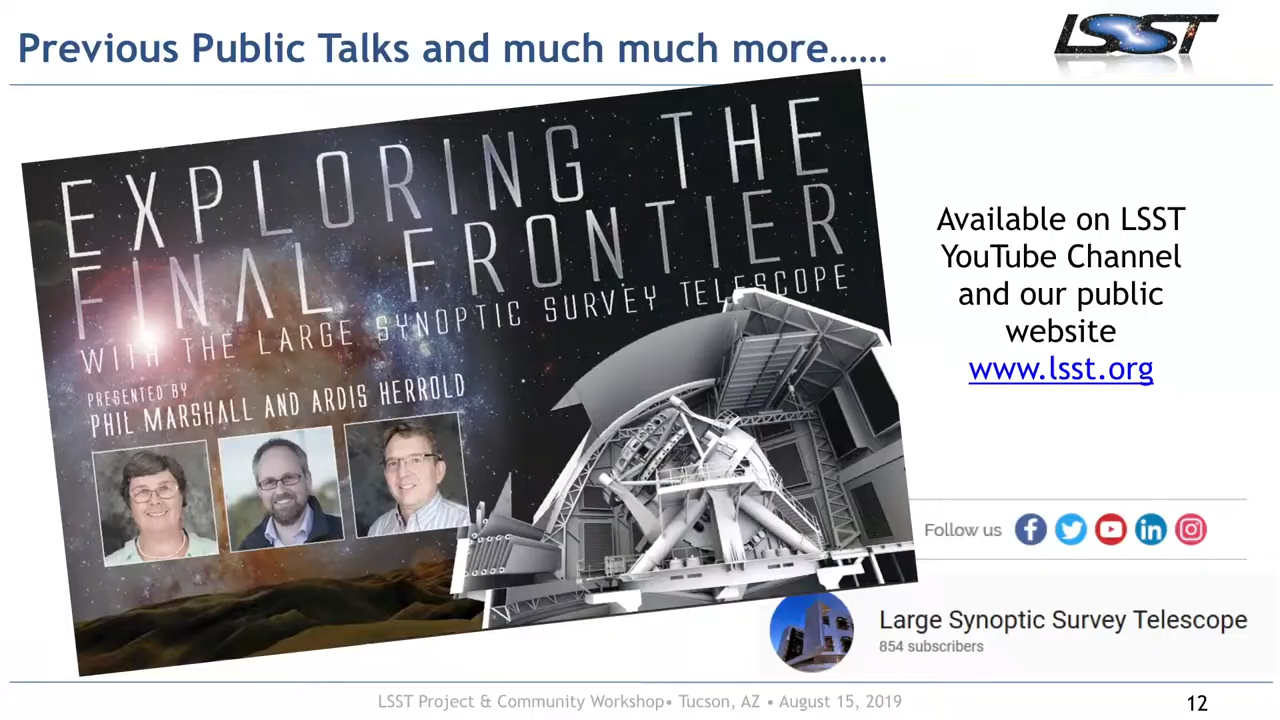 Previous Public Talks and much much more......
LSST
EXPLORING THE
FINAL FRONTIER
WITH THE LARGE SYNOPTIC SURVEY TELESCOPE
PRESENTED BY
PHIL MARSHALL AND ARDIS HERROLD
Available on LSST
YouTube Channel
and our public
website
www.lsst.org
Follow us
Large Synoptic Survey Telescope
854 subscribers
LSST Project & Community Workshop• Tucson, AZ • August 15, 2019
12